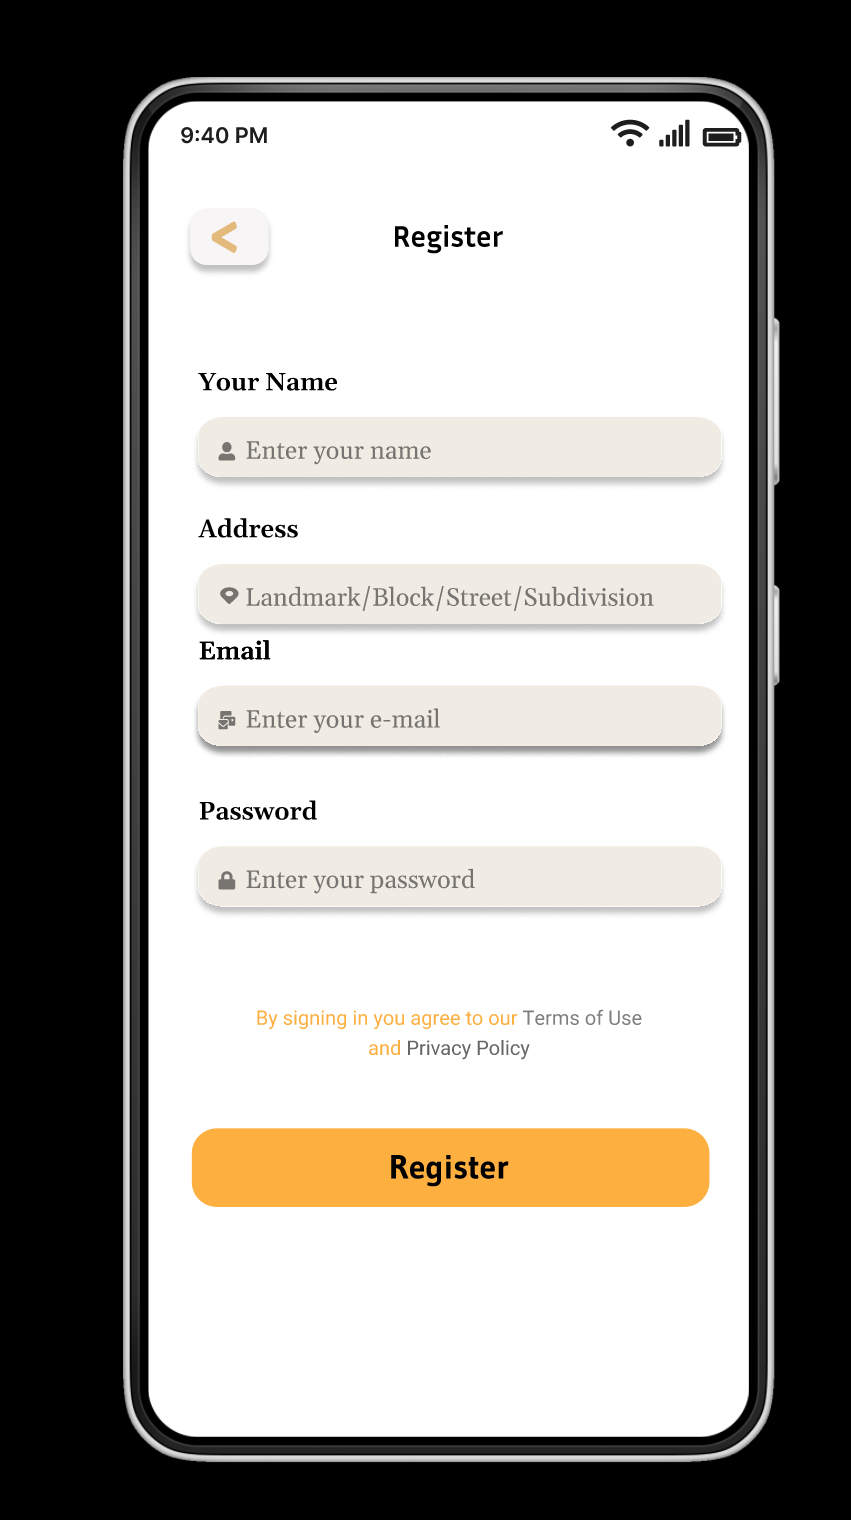 9:40 PM
Register
Your Name
Enter your name
Address
Landmark/Block/Street/Subdivision
Email
Enter your e-mail
Password
Enter your password
By signing in you agree to our Terms of Use
and Privacy Policy
Register